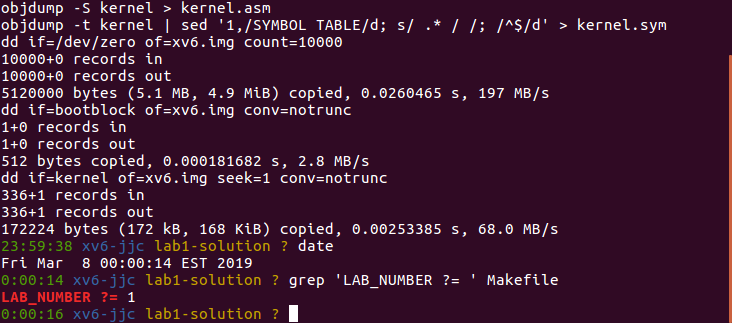 objdump -S kernel > kernel.asm
objdump -t kernel | sed '1,/SYMBOL TABLE/d; s/ .* / /; /^$/d' > kernel.sym
dd if=/dev/zero of=xv6.img count=10000
10000+0 records in
10000+0 records out
5120000 bytes (5.1 MB, 4.9 MiB) copied, 0.0260465 s, 197 MB/s
dd if=bootblock of=xv6.img conv=notrunc
1+0 records in
1+0 records out
512 bytes copied, 0.000181682 s, 2.8 MB/s
dd if=kernel of=xv6.img seek=1 conv=notrunc
336+1 records in
336+1 records out
172224 bytes (172 kB, 168 KiB) copied, 0.00253385 s, 68.0 MB/s
23:59:38 xv6-jjc lab1-solution ? date
Fri Mar  8 00:00:14 EST 2019
0:00:14 xv6-jjc lab1-solution ? grep 'LAB_NUMBER ?= ' Makefile
LAB_NUMBER ?= 1
0:00:16 xv6-jjc lab1-solution ?